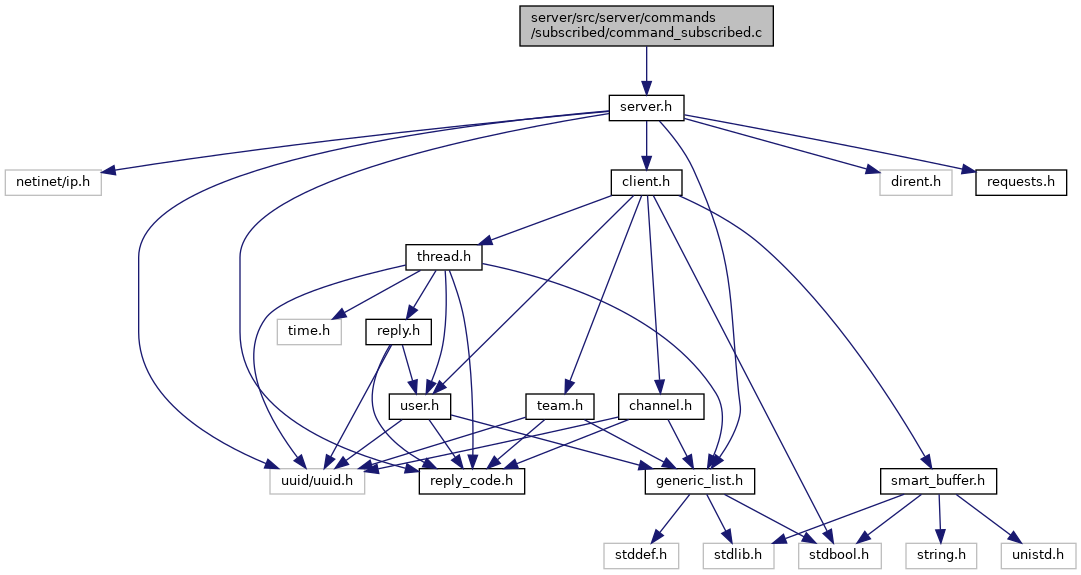 server/src/server/commands
/subscribed/command_subscribed.c
server.h
netinet/ip.h
client.h
dirent.h
requests.h
thread.h
time.h
reply.h
user.h
team.h
channel.h
uuid/uuid.h
reply_code.h
generic_list.h
smart_buffer.h
stddef.h
stdlib.h
stdbool.h
string.h
unistd.h